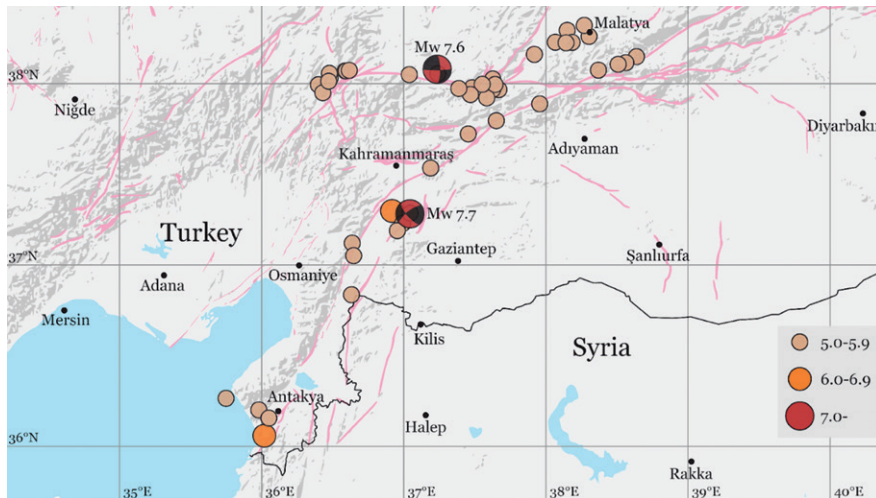 Malatya
Mw 7.6
38°N
Niğde
Diyarbakır
Adıyaman
Kahramanmaraş
Mw 7.7
Turkey
Gaziantep
Şanlıurfa
37°N
Osmaniye
Adana
Mersin
Kilis
Syria
5.0-5.9
6.0-6.9
7.0-
Antakya
Halep
36°N
Rakka
35°E
36°E
37°E
38°E
39°E
40°E